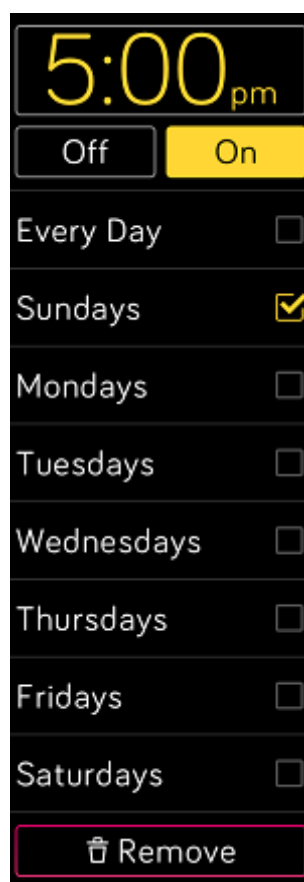 5:00pm
Off On
Every Day
Sundays
Mondays
Tuesdays
Wednesdays
Thursdays
Fridays
Saturdays
Remove